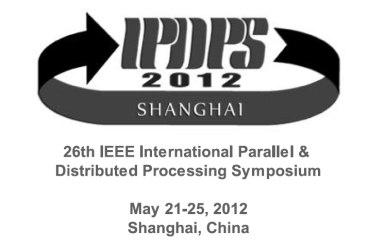 IPDPS
2012
SHANGHAI
26th IEEE International Parallel &
Distributed Processing Symposium
May 21-25, 2012
Shanghai, China